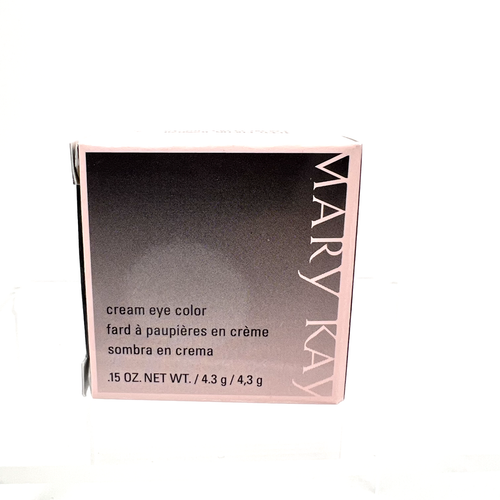 MARY KAY
cream eye color
fard à paupières en crème
sombra en crema
.15 OZ. NET WT. / 4.3 g / 4,3 g